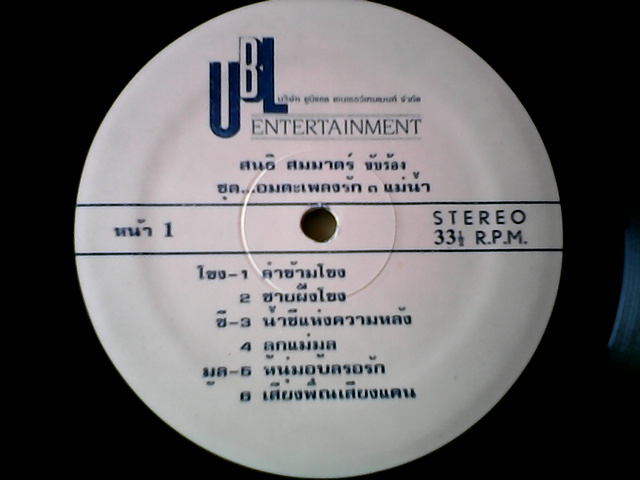 UBL
บริษัท ยูบิแอล เอนเตอร์เทนเมนท์ จำกัด
ENTERTAINMENT
สนธิ สมมาตร์ ขับร้อง
ชุด...อมตะเพลงรัก ๓ แม่น้ำ
หน้า 1
STEREO
33⅓ R.P.M.
โขง-1 ล่าข้ามโขง
2 ชายฝั่งโขง
ชี-3 น้ำชีแห่งความหลัง
4 ลูกแม่มูล
มูล-5 หนุ่มอุบลรอรัก
6 เสียงพิณเสียงแคน